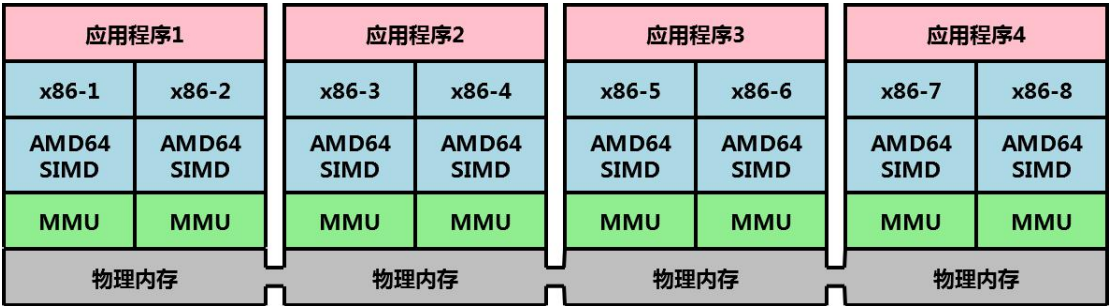 应用程序1 应用程序2 应用程序3 应用程序4
x86-1 x86-2 x86-3 x86-4 x86-5 x86-6 x86-7 x86-8
AMD64 AMD64 AMD64 AMD64 AMD64 AMD64 AMD64 AMD64
SIMD SIMD SIMD SIMD SIMD SIMD SIMD SIMD
MMU MMU MMU MMU MMU MMU MMU MMU
物理内存 物理内存 物理内存 物理内存